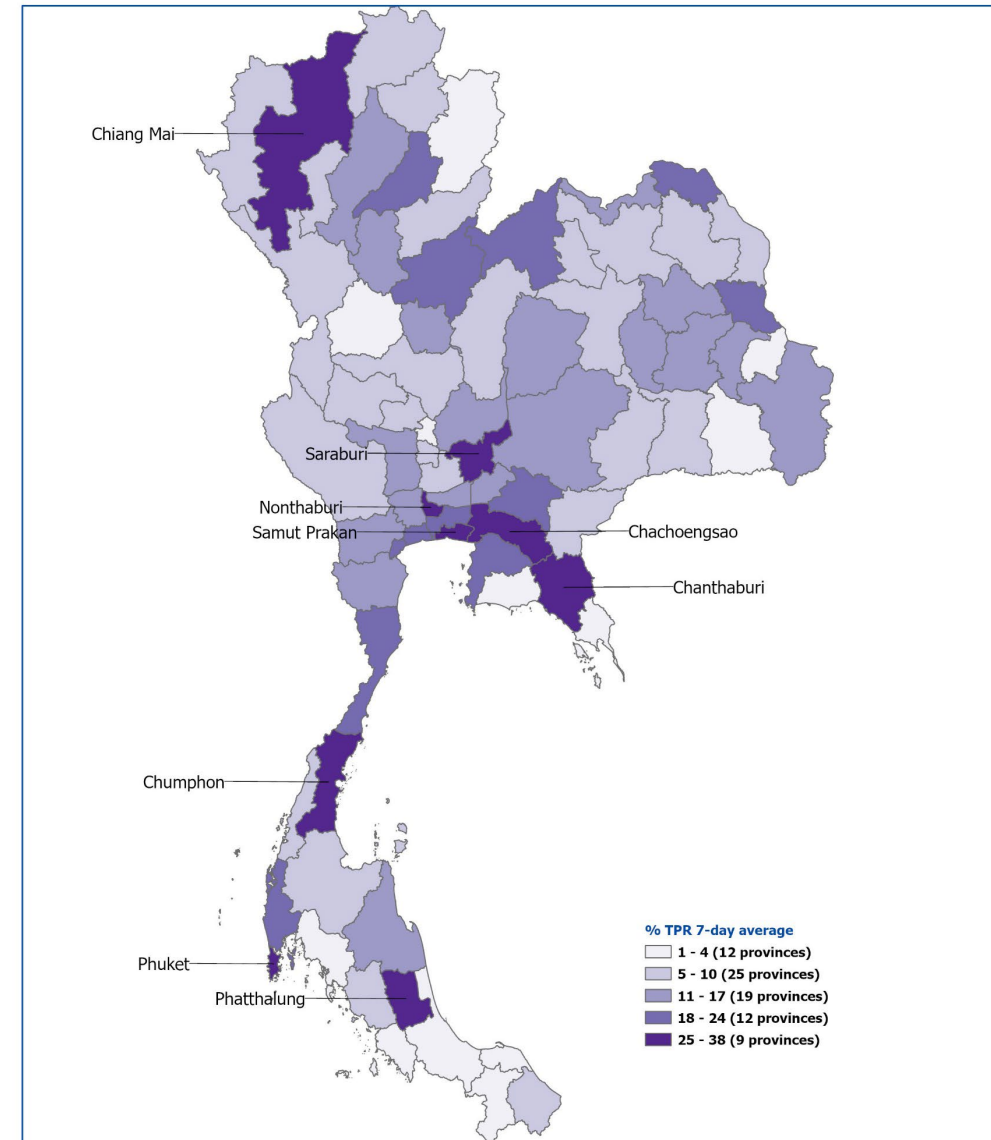 Chiang Mai
Saraburi
Nonthaburi
Samut Prakan
Chachoengsao
Chanthaburi
Chumphon
Phuket
Phatthalung
% TPR 7-day average
1 - 4 (12 provinces)
5 - 10 (25 provinces)
11 - 17 (19 provinces)
18 - 24 (12 provinces)
25 - 38 (9 provinces)